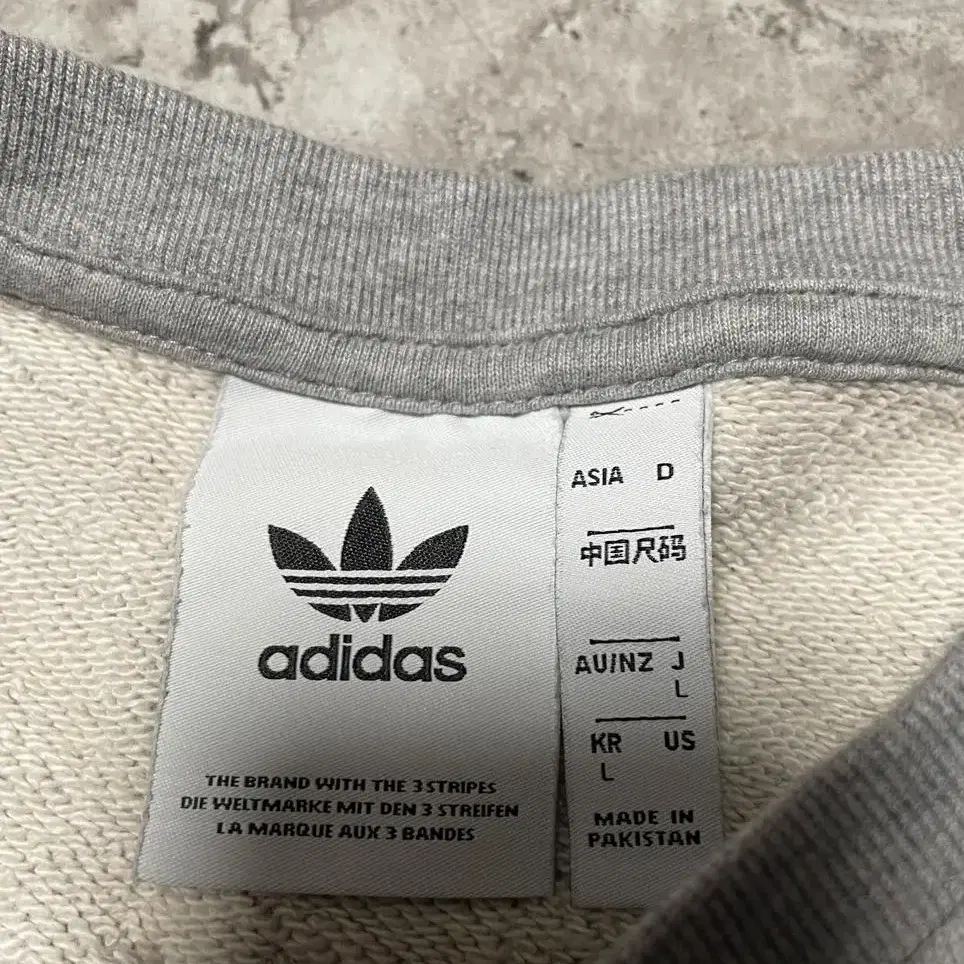 adidas
THE BRAND WITH THE 3 STRIPES
DIE WELTMARKE MIT DEN 3 STREIFEN
LA MARQUE AUX 3 BANDES
ASIA D
中国尺码
AU/NZ J
L
KR US
L
MADE IN
PAKISTAN